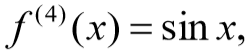 f⁽⁴⁾(x) = sin x,